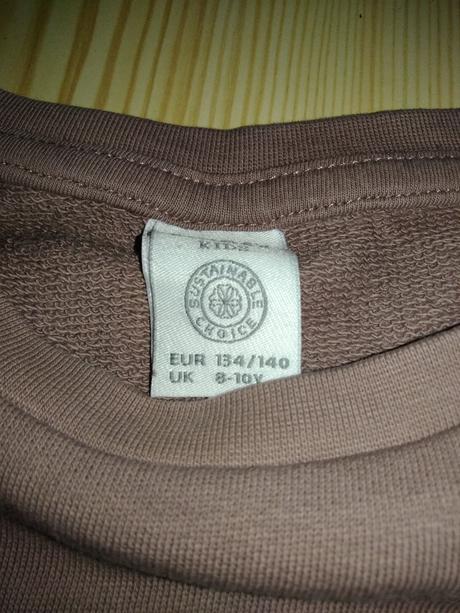 KIDS
SUSTAINABLE
CHOICE
EUR 134/140
UK 8-10Y